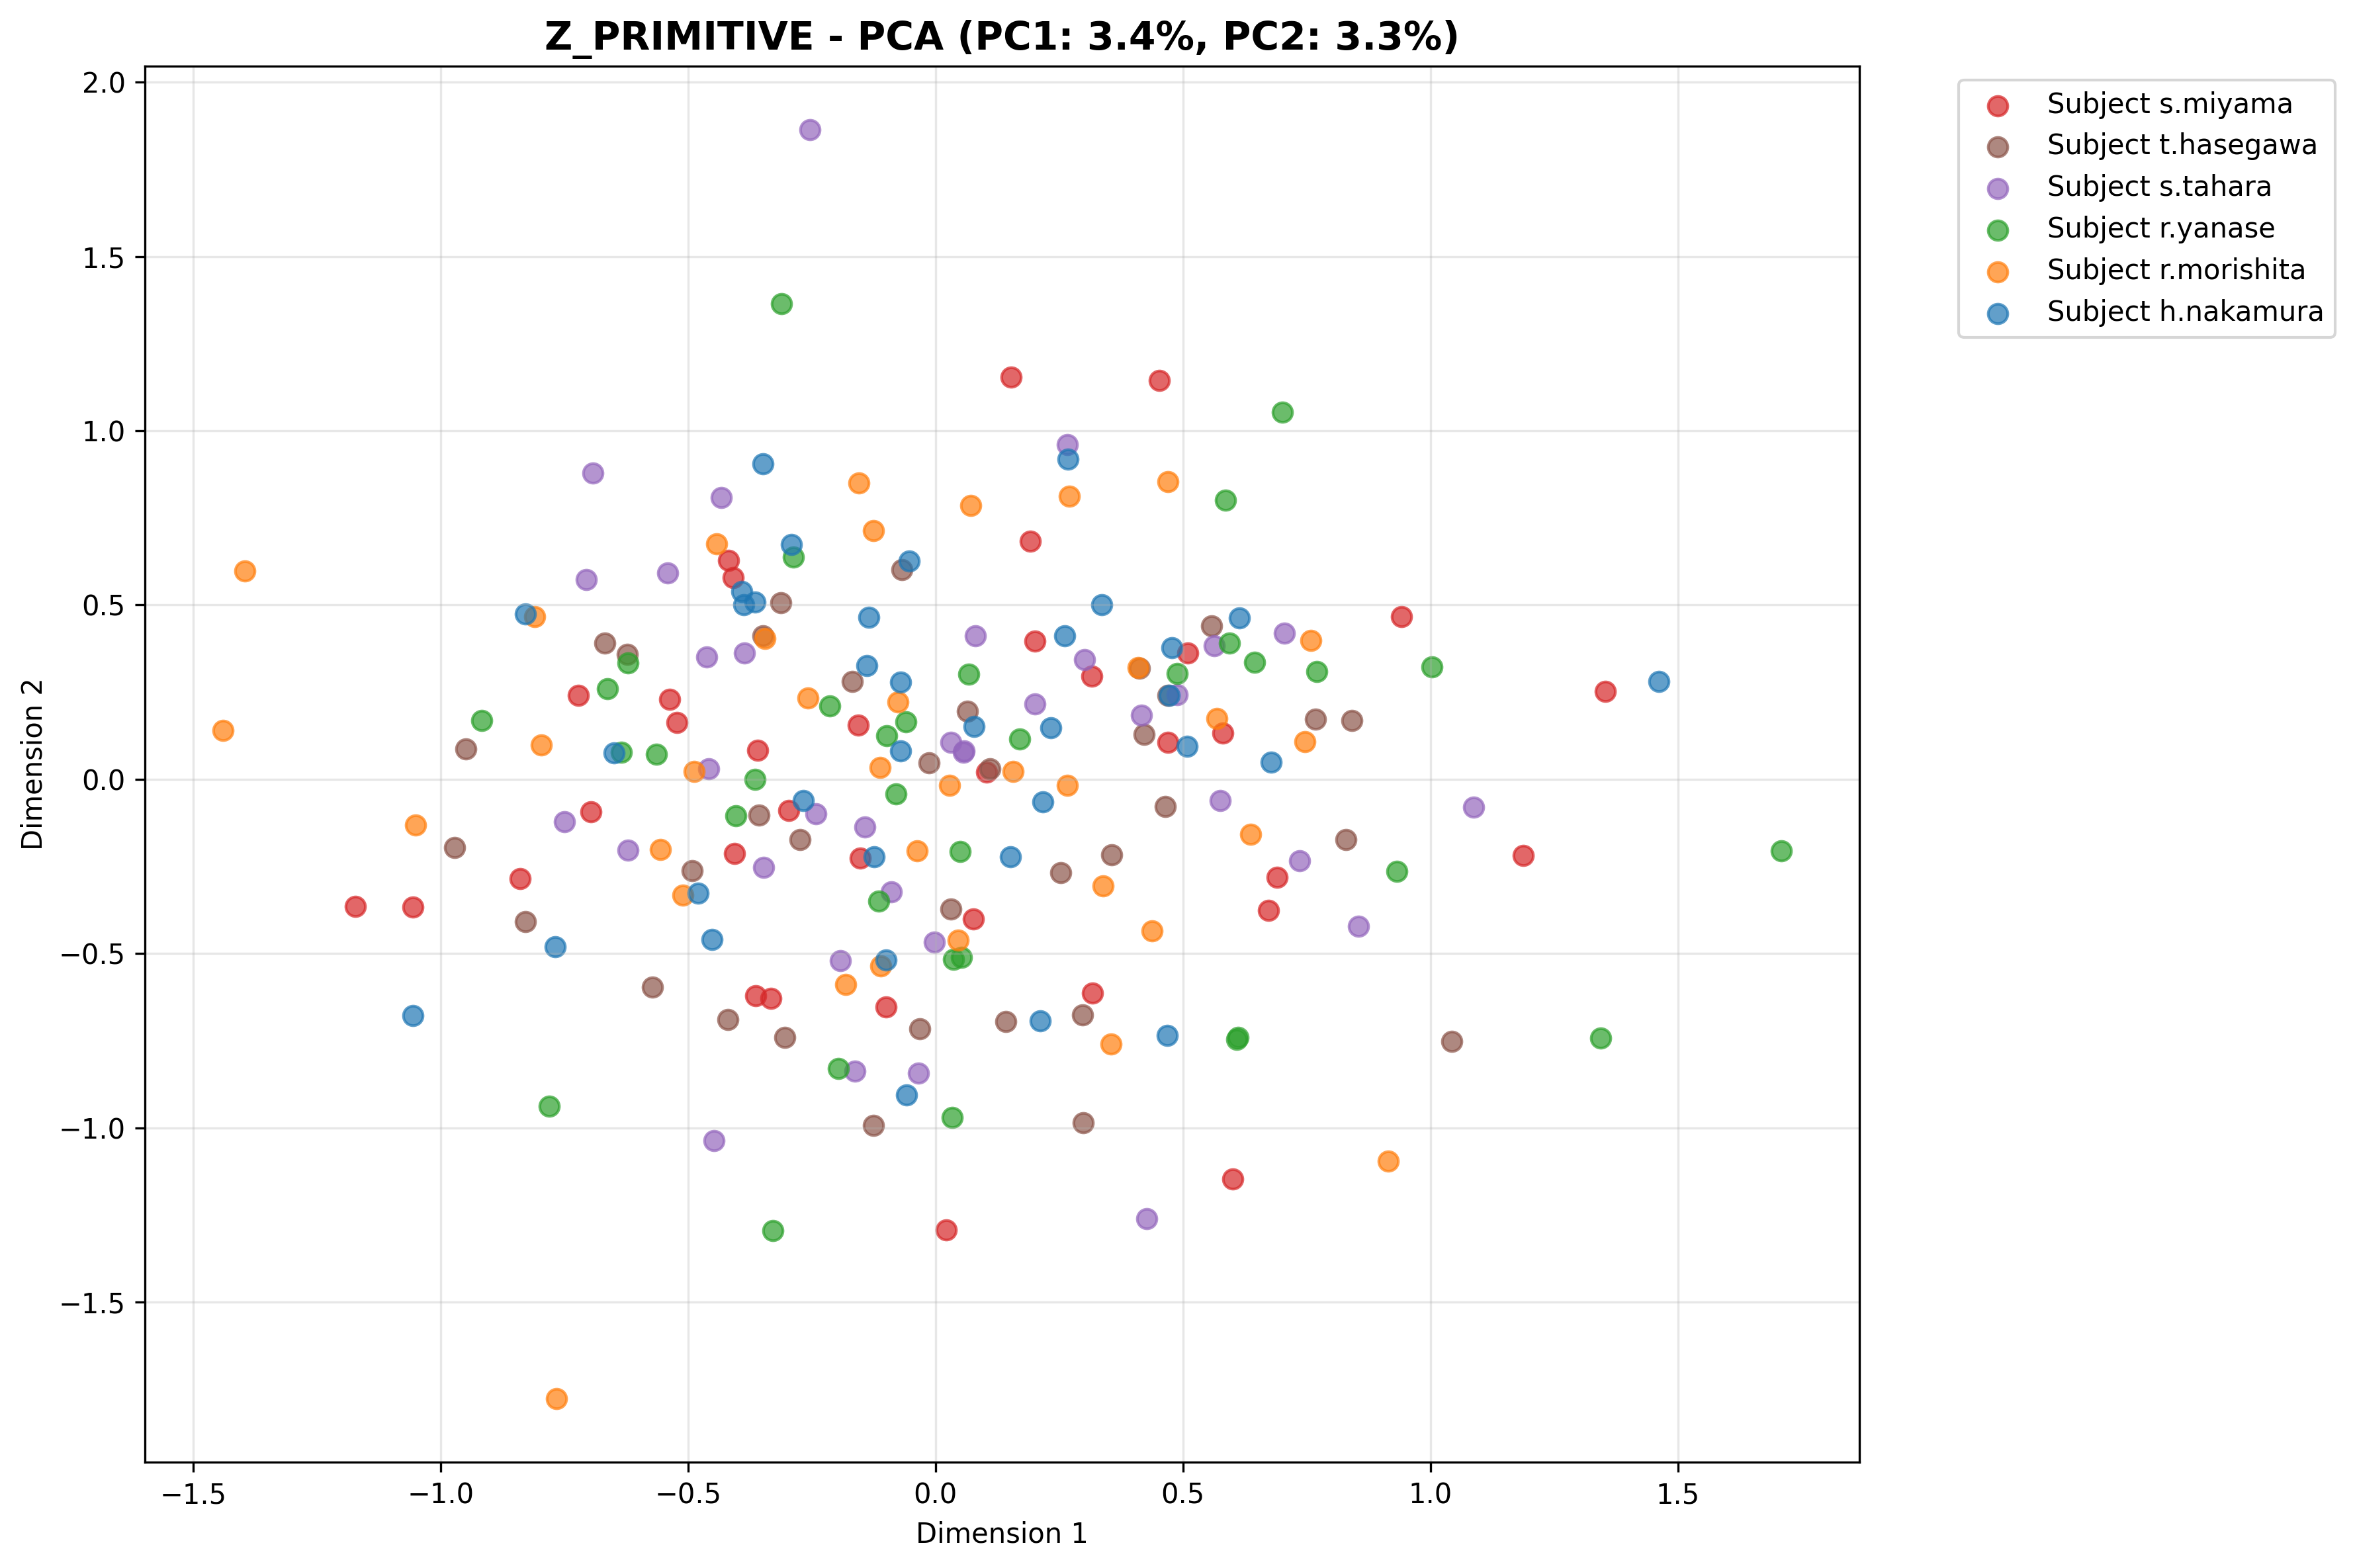 Z_PRIMITIVE - PCA (PC1: 3.4%, PC2: 3.3%)
Subject s.miyama
Subject t.hasegawa
Subject s.tahara
Subject r.yanase
Subject r.morishita
Subject h.nakamura
2.0
1.5
1.0
0.5
0.0
−0.5
−1.0
−1.5
Dimension 2
−1.5
−1.0
−0.5
0.0
0.5
1.0
1.5
Dimension 1